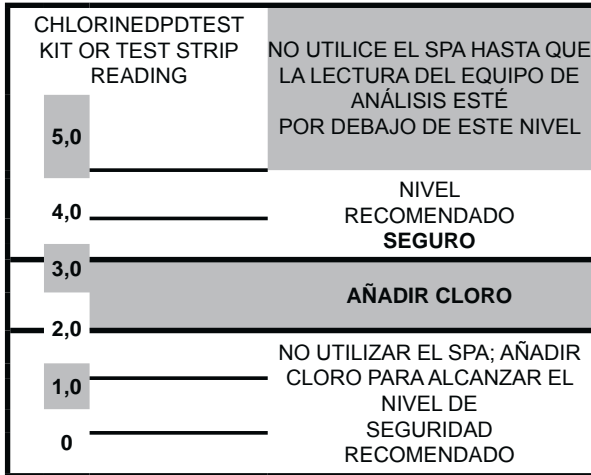 CHLORINEDPDTEST
KIT OR TEST STRIP
READING
NO UTILICE EL SPA HASTA QUE
LA LECTURA DEL EQUIPO DE
ANÁLISIS ESTÉ
POR DEBAJO DE ESTE NIVEL
5,0
4,0
NIVEL
RECOMENDADO
SEGURO
3,0
AÑADIR CLORO
2,0
1,0
0
NO UTILIZAR EL SPA; AÑADIR
CLORO PARA ALCANZAR EL
NIVEL DE
SEGURIDAD
RECOMENDADO